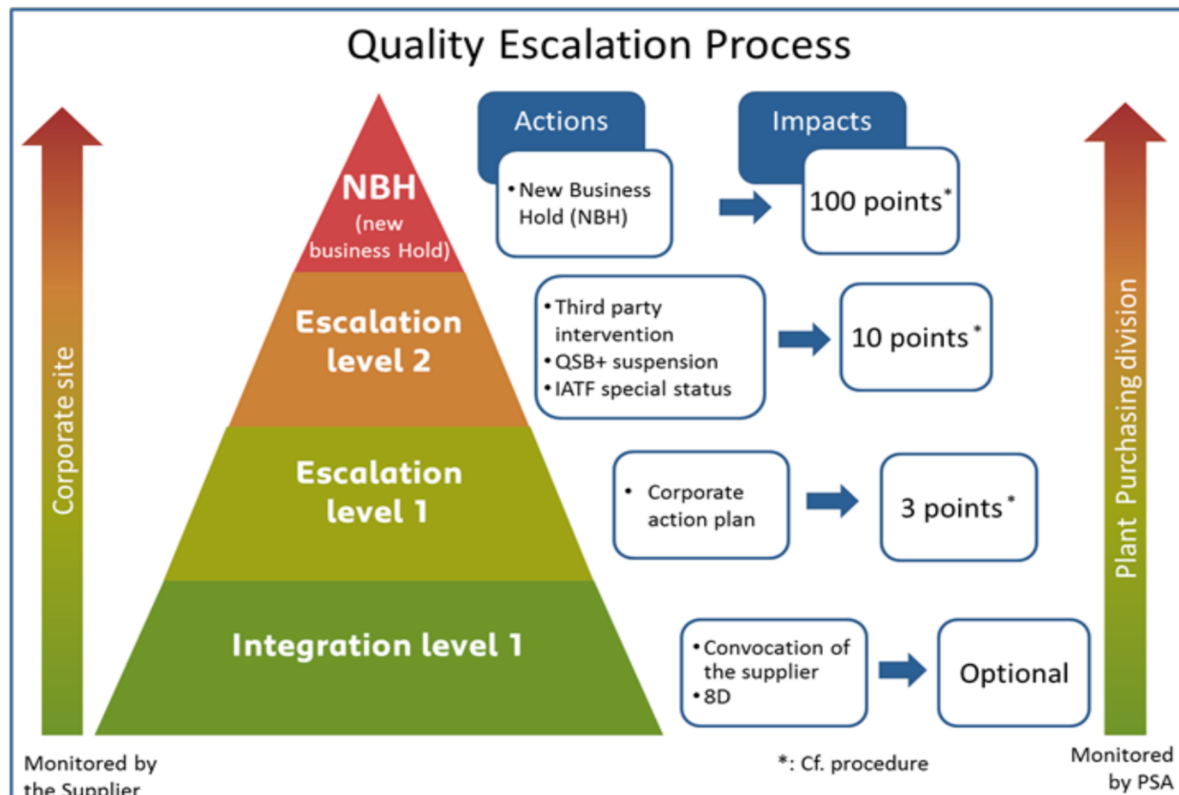 Quality Escalation Process
Actions
Impacts
NBH
(new
business Hold)
• New Business
Hold (NBH)
100 points*
Escalation
level 2
• Third party
intervention
• QSB+ suspension
• IATF special status
10 points*
Escalation
level 1
• Corporate
action plan
3 points*
Integration level 1
• Convocation of
the supplier
• 8D
Optional
Corporate site
Plant Purchasing division
Monitored by
the Supplier
*: Cf. procedure
Monitored
by PSA